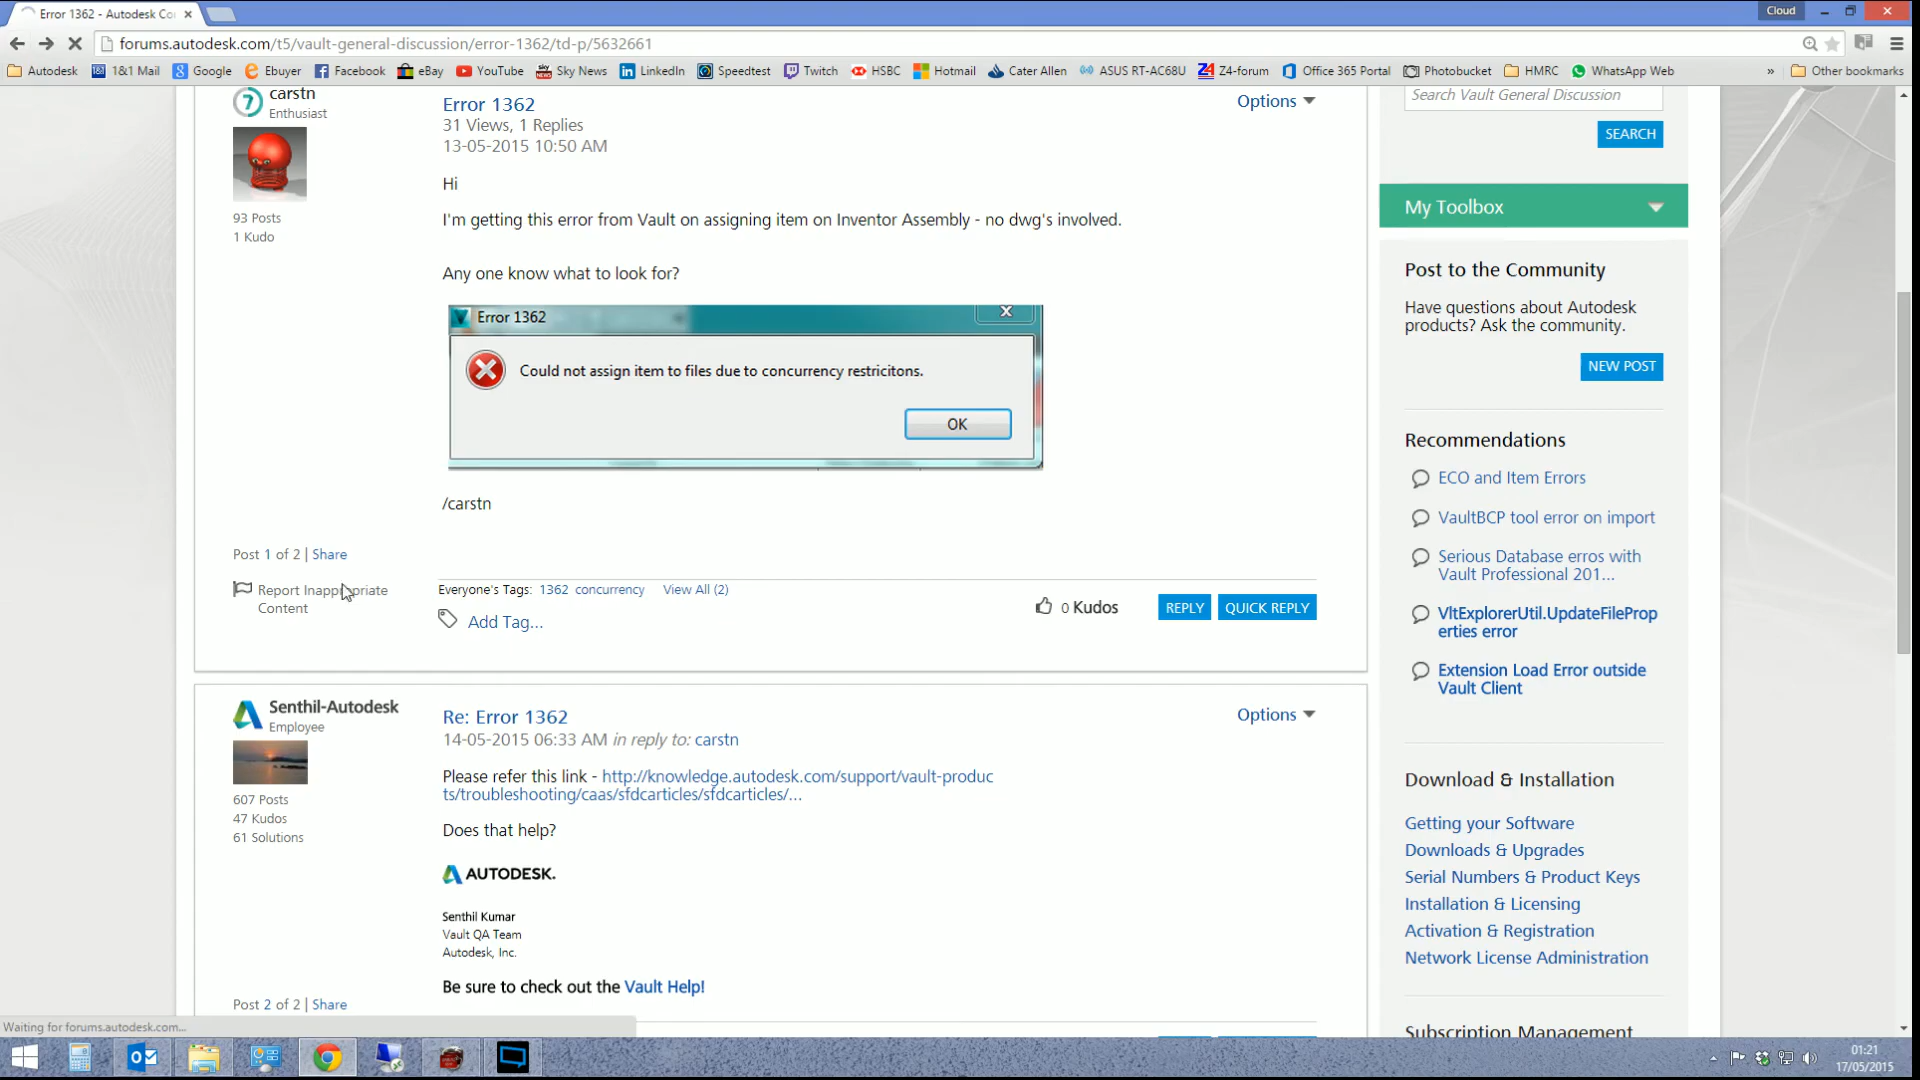 Error 1362 - Autodesk Co
Cloud
forums.autodesk.com/t5/vault-general-discussion/error-1362/td-p/5632661
Autodesk 1&1 Mail Google Ebuyer Facebook eBay YouTube Sky News LinkedIn Speedtest Twitch HSBC Hotmail Cater Allen ASUS RT-AC68U Z4-forum Office 365 Portal Photobucket HMRC WhatsApp Web » Other bookmarks
7 carstn
Enthusiast
93 Posts
1 Kudo
Error 1362
Options
31 Views, 1 Replies
13-05-2015 10:50 AM
Hi
I'm getting this error from Vault on assigning item on Inventor Assembly - no dwg's involved.
Any one know what to look for?
Error 1362
X
Could not assign item to files due to concurrency restricitons.
OK
/carstn
Post 1 of 2 | Share
Report Inappropriate
Content
Everyone's Tags: 1362 concurrency View All (2)
Add Tag...
0 Kudos
REPLY
QUICK REPLY
Senthil-Autodesk
Employee
607 Posts
47 Kudos
61 Solutions
Re: Error 1362
Options
14-05-2015 06:33 AM in reply to: carstn
Please refer this link - http://knowledge.autodesk.com/support/vault-produc
ts/troubleshooting/caas/sfdcarticles/sfdcarticles/...
Does that help?
AUTODESK.
Senthil Kumar
Vault QA Team
Autodesk, Inc.
Be sure to check out the Vault Help!
Post 2 of 2 | Share
Search Vault General Discussion
SEARCH
My Toolbox
Post to the Community
Have questions about Autodesk
products? Ask the community.
NEW POST
Recommendations
ECO and Item Errors
VaultBCP tool error on import
Serious Database erros with
Vault Professional 201...
VltExplorerUtil.UpdateFileProp
erties error
Extension Load Error outside
Vault Client
Download & Installation
Getting your Software
Downloads & Upgrades
Serial Numbers & Product Keys
Installation & Licensing
Activation & Registration
Network License Administration
Subscription Management
Waiting for forums.autodesk.com...
01:21
17/05/2015